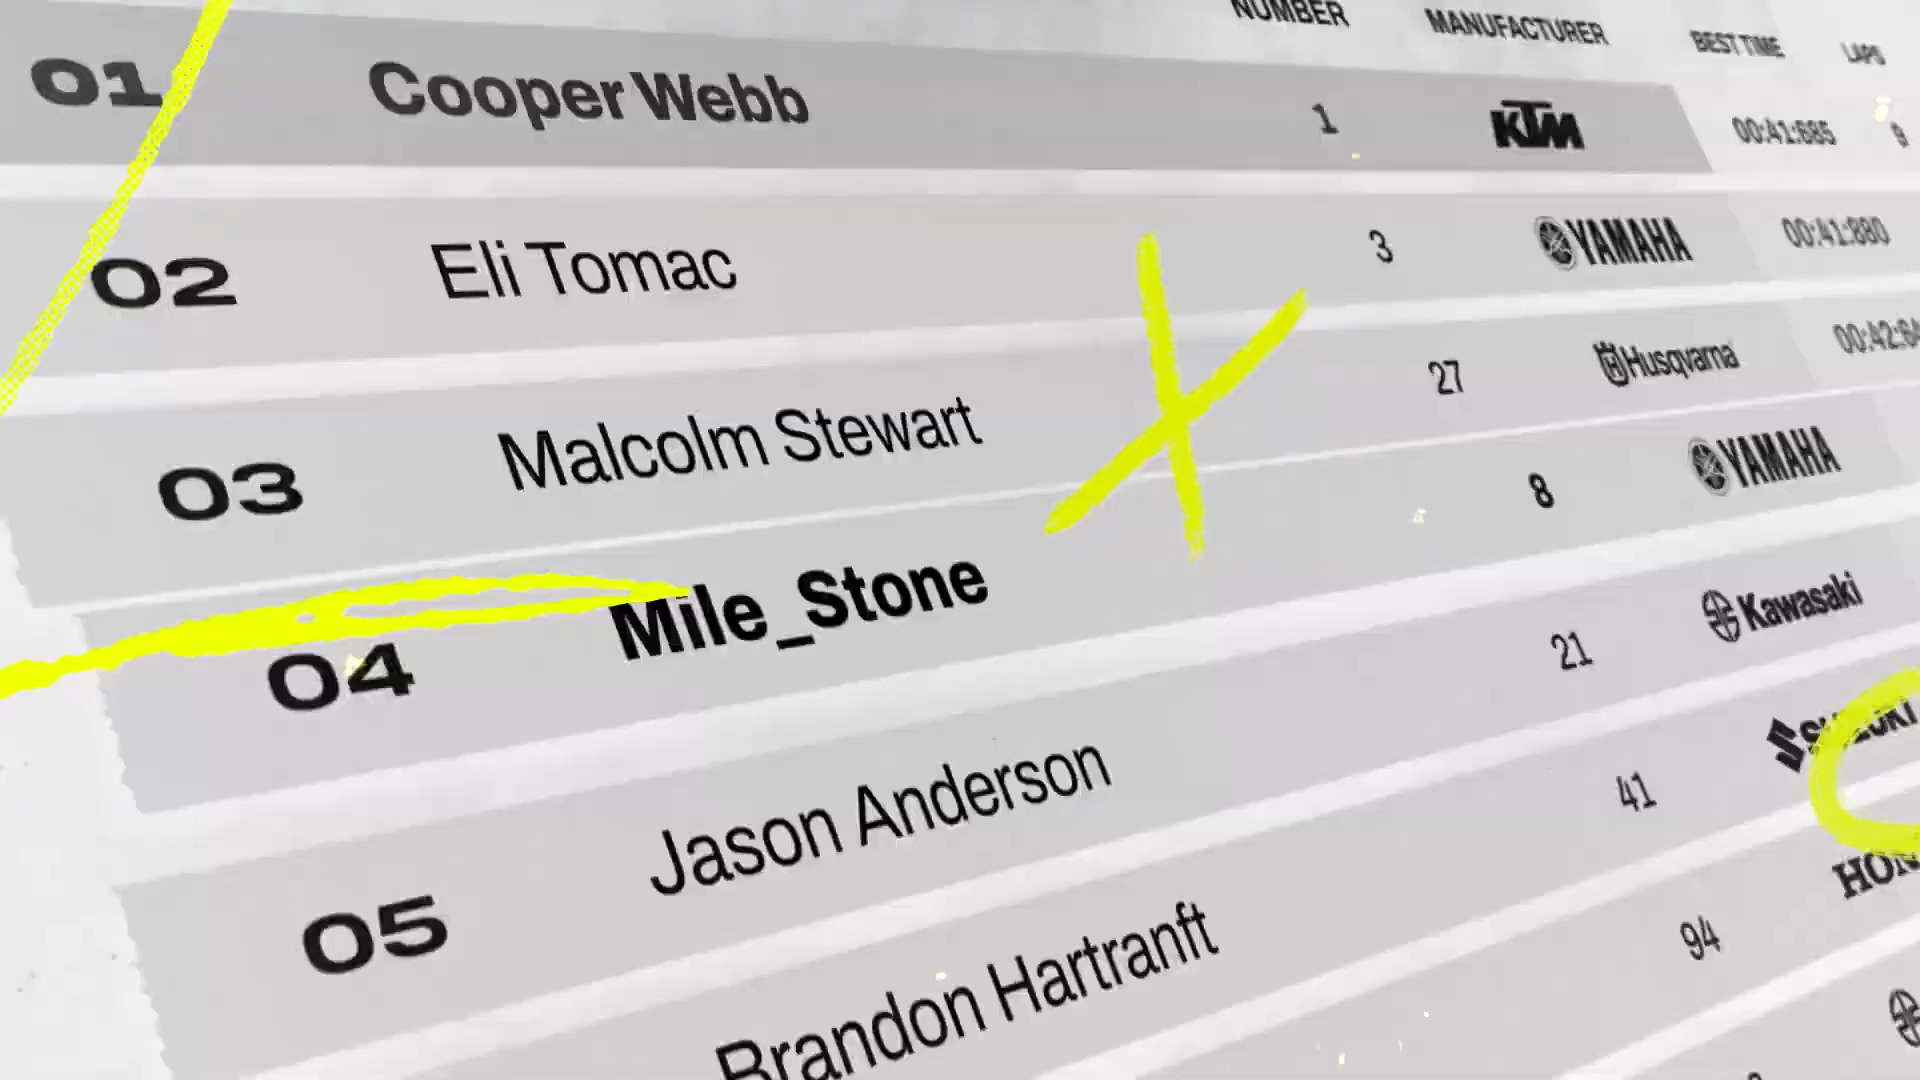 NUMBER MANUFACTURER BEST TIME LAPS
01 Cooper Webb 1 KTM 00:41:685 9
02 Eli Tomac 3 YAMAHA 00:41:880
03 Malcolm Stewart 27 Husqvarna
04 Mile_Stone 8 YAMAHA
05 Jason Anderson 21 Kawasaki
Brandon Hartranft 41 SUZUKI
94